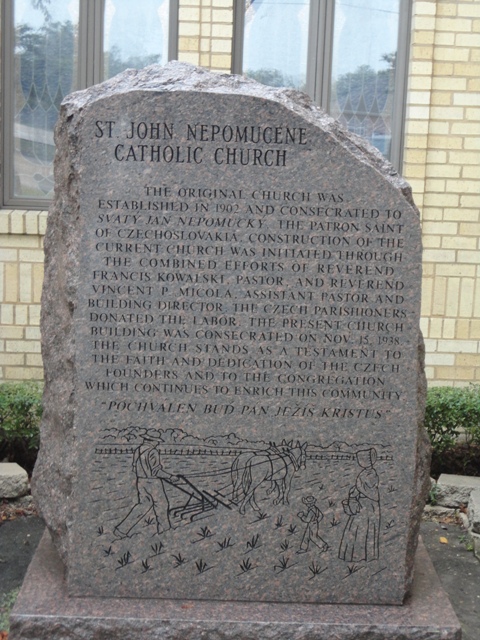 ST. JOHN NEPOMUCENE
CATHOLIC CHURCH
THE ORIGINAL CHURCH WAS
ESTABLISHED IN 1902 AND CONSECRATED TO
SVATY JAN NEPOMUCKY, THE PATRON SAINT
OF CZECHOSLOVAKIA. CONSTRUCTION OF THE
CURRENT CHURCH WAS INITIATED THROUGH
THE COMBINED EFFORTS OF REVEREND
FRANCIS KOWALSKI, PASTOR, AND REVEREND
VINCENT P. MICOLA, ASSISTANT PASTOR AND
BUILDING DIRECTOR. THE CZECH PARISHIONERS
DONATED THE LABOR. THE PRESENT CHURCH
BUILDING WAS CONSECRATED ON NOV. 15, 1938.
THE CHURCH STANDS AS A TESTAMENT TO
THE FAITH AND DEDICATION OF THE CZECH
FOUNDERS AND TO THE CONGREGATION
WHICH CONTINUES TO ENRICH THIS COMMUNITY.
"POCHVALEN BUD PAN JEZIS KRISTUS"